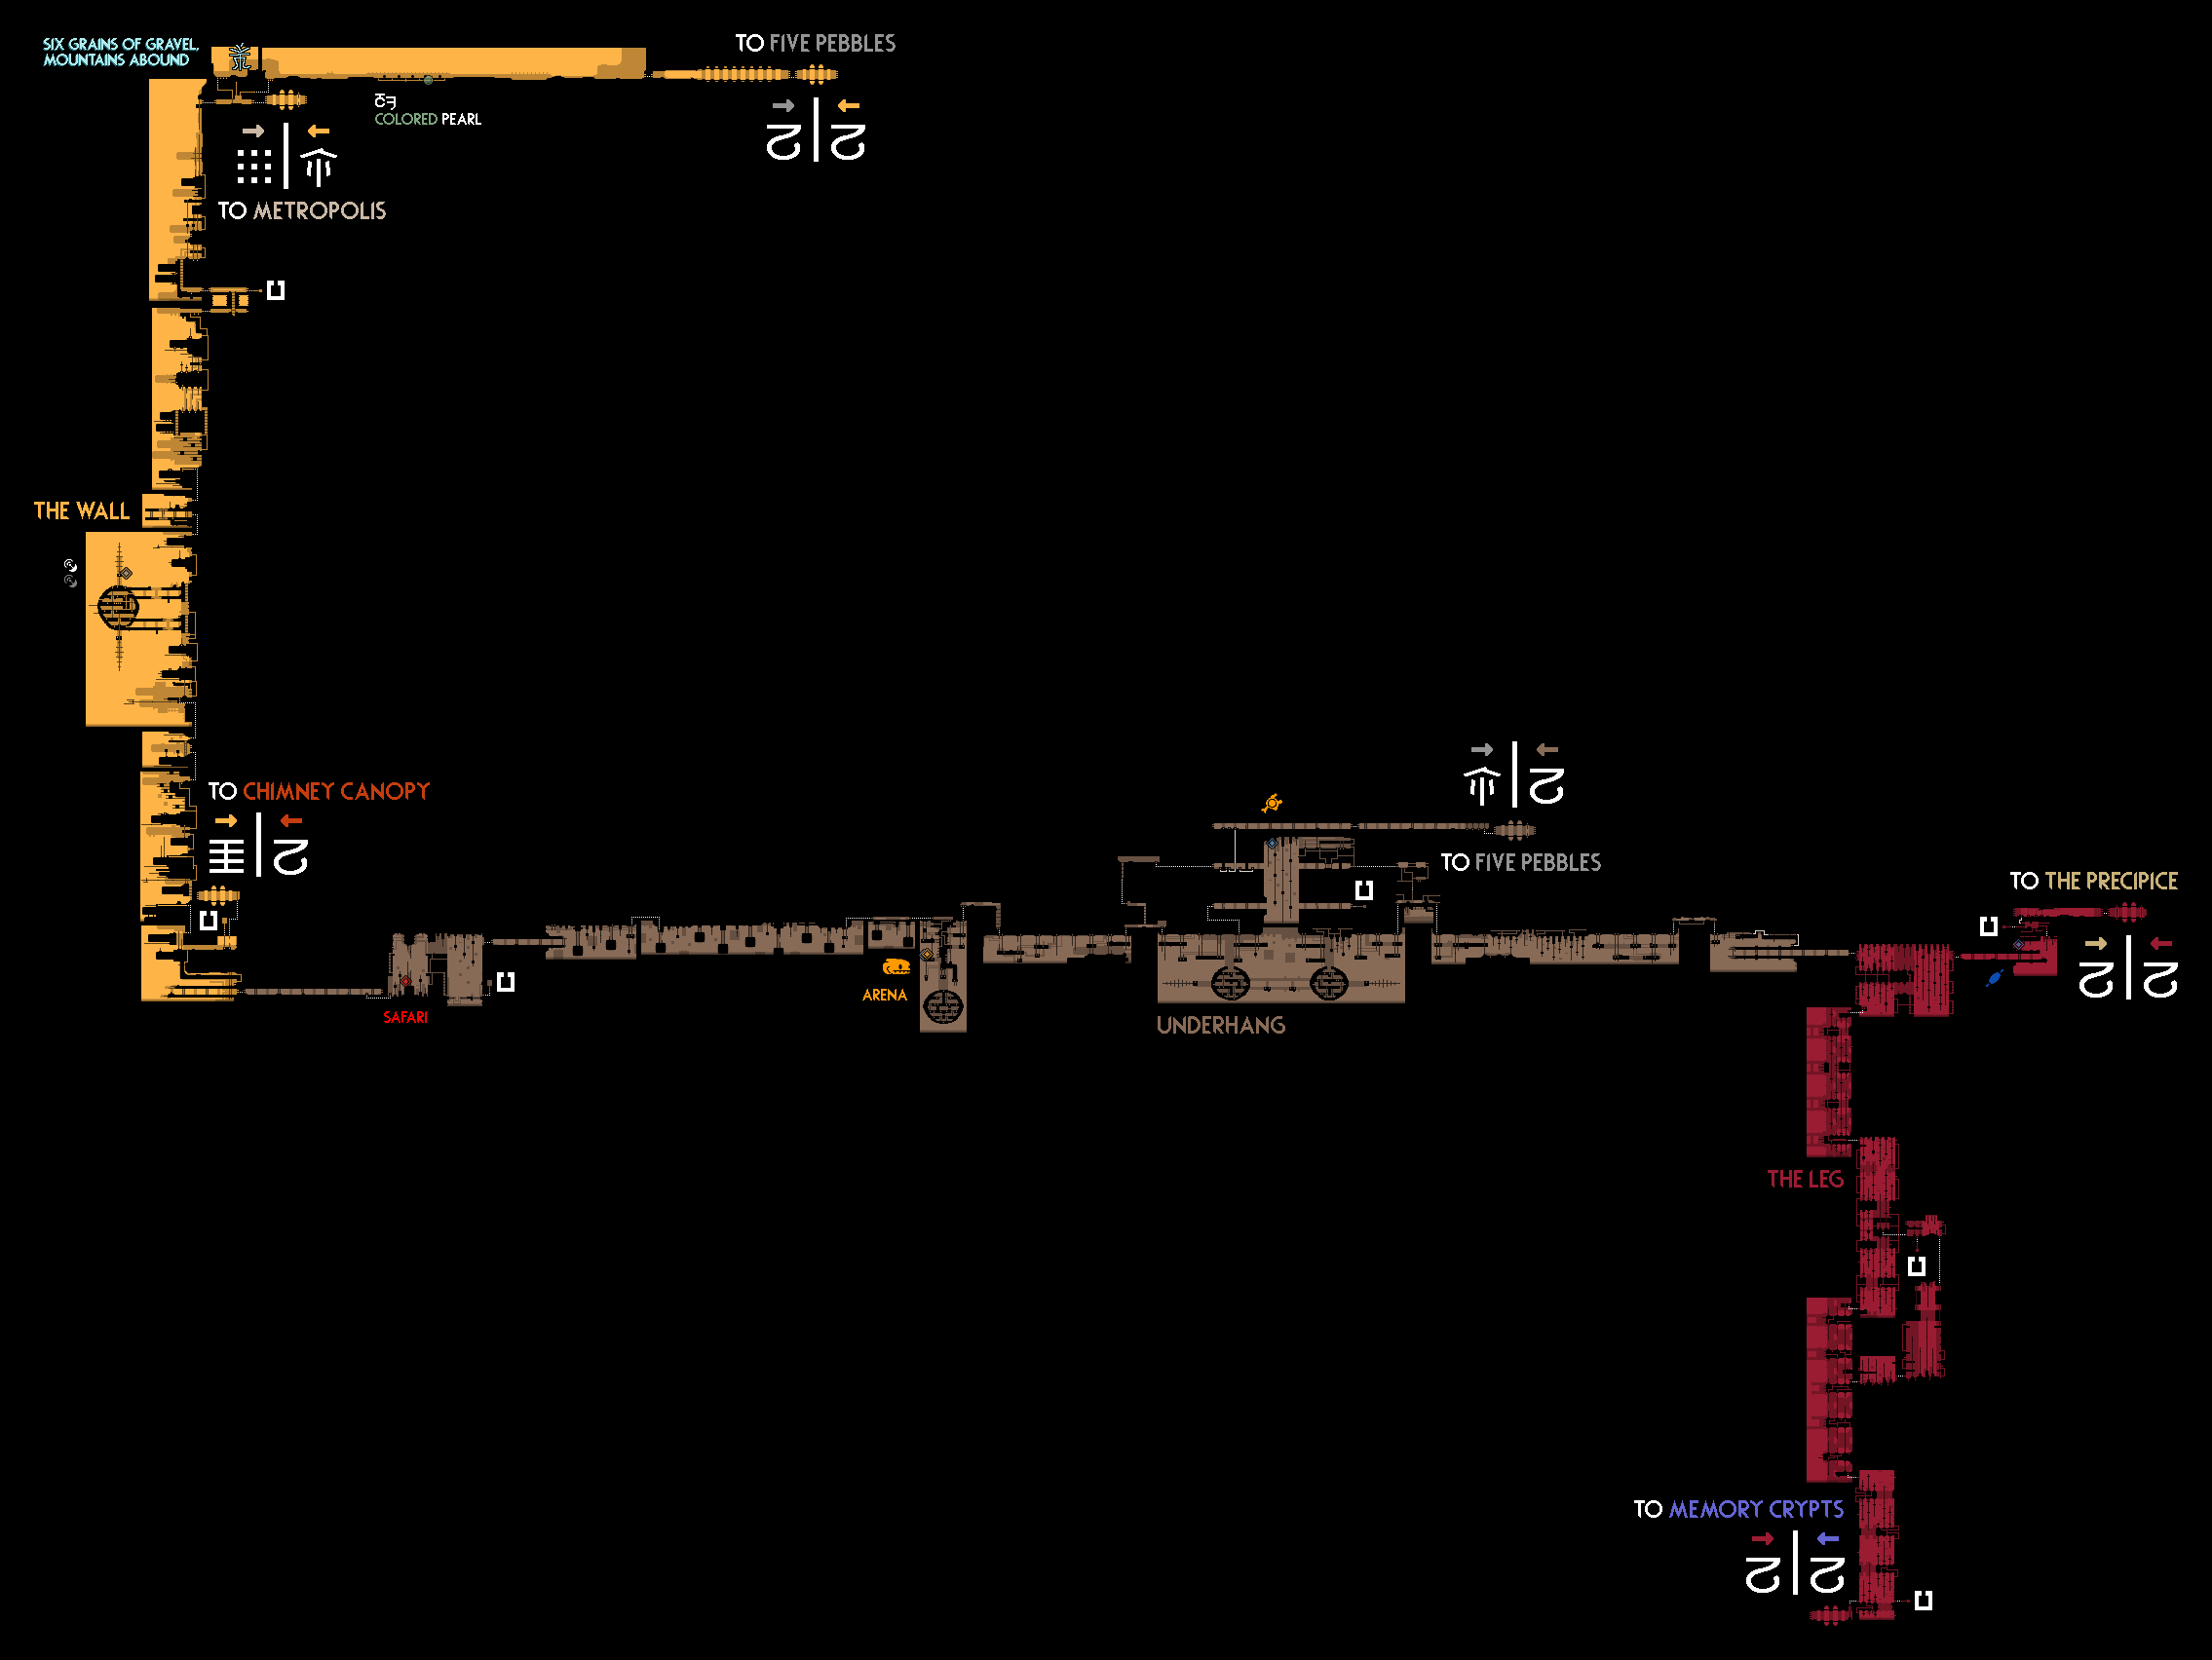 SIX GRAINS OF GRAVEL,
MOUNTAINS ABOUND
TO FIVE PEBBLES
COLORED PEARL
TO METROPOLIS
THE WALL
TO CHIMNEY CANOPY
TO FIVE PEBBLES
TO THE PRECIPICE
ARENA
SAFARI
UNDERHANG
THE LEG
TO MEMORY CRYPTS